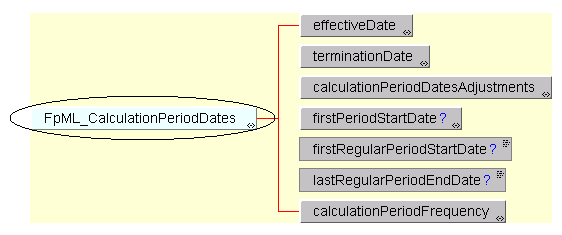 effectiveDate
terminationDate
calculationPeriodDatesAdjustments
FpML_CalculationPeriodDates
firstPeriodStartDate?
firstRegularPeriodStartDate?
lastRegularPeriodEndDate?
calculationPeriodFrequency